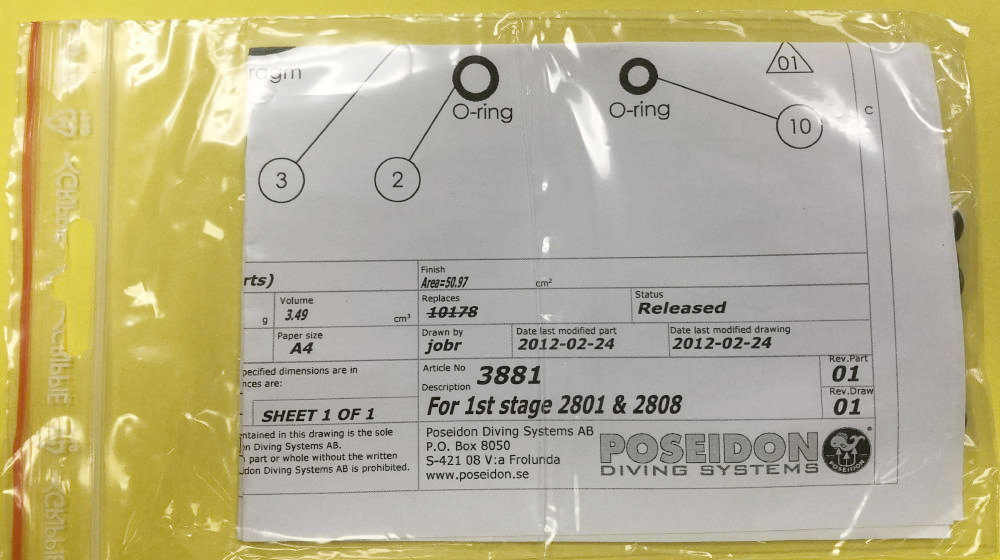 ragm
O-ring
O-ring
01
c
3
2
10
rts)
Finish
Area=50.97 cm²
g
Volume
3.49 cm³
Replaces
10178
Status
Released
Paper size
A4
Drawn by
jobr
Date last modified part
2012-02-24
Date last modified drawing
2012-02-24
pecified dimensions are in
nces are:
Article No 3881
Rev.Part
01
SHEET 1 OF 1
Description For 1st stage 2801 & 2808
Rev.Draw
01
ntained in this drawing is the sole
n Diving Systems AB.
part or whole without the written
don Diving Systems AB is prohibited.
Poseidon Diving Systems AB
P.O. Box 8050
S-421 08 V:a Frolunda
www.poseidon.se
POSEIDON
DIVING SYSTEMS
POSEIDON